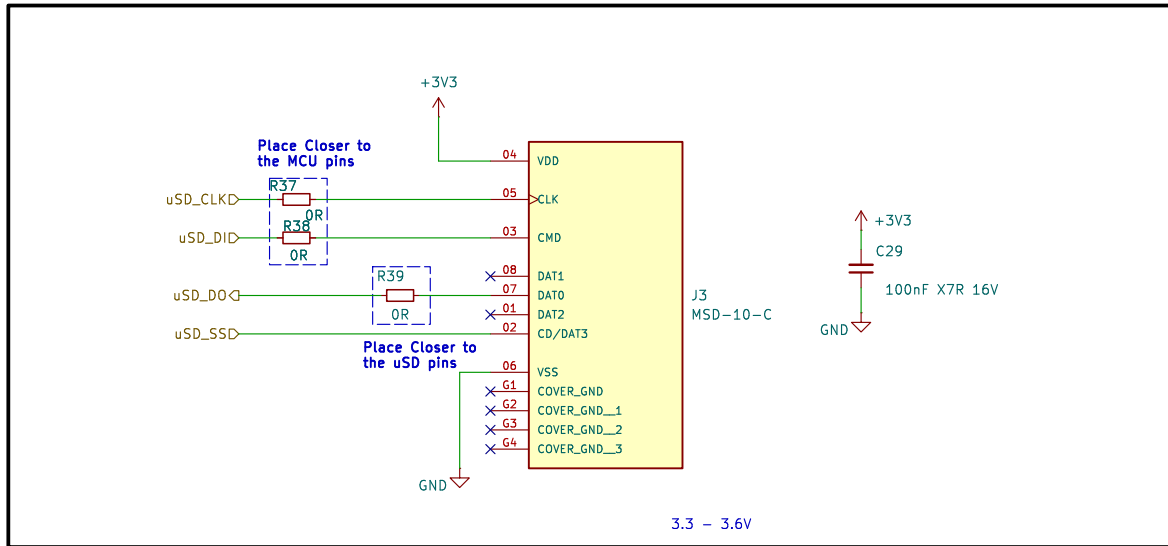 +3V3
Place Closer to
the MCU pins
R37
uSD_CLK
0R
R38
uSD_DI
0R
R39
uSD_DO
0R
uSD_SS
Place Closer to
the uSD pins
04 VDD
05 CLK
03 CMD
08 DAT1
07 DAT0
01 DAT2
02 CD/DAT3
06 VSS
G1 COVER_GND
G2 COVER_GND__1
G3 COVER_GND__2
G4 COVER_GND__3
GND
J3
MSD-10-C
+3V3
C29
100nF X7R 16V
GND
3.3 - 3.6V